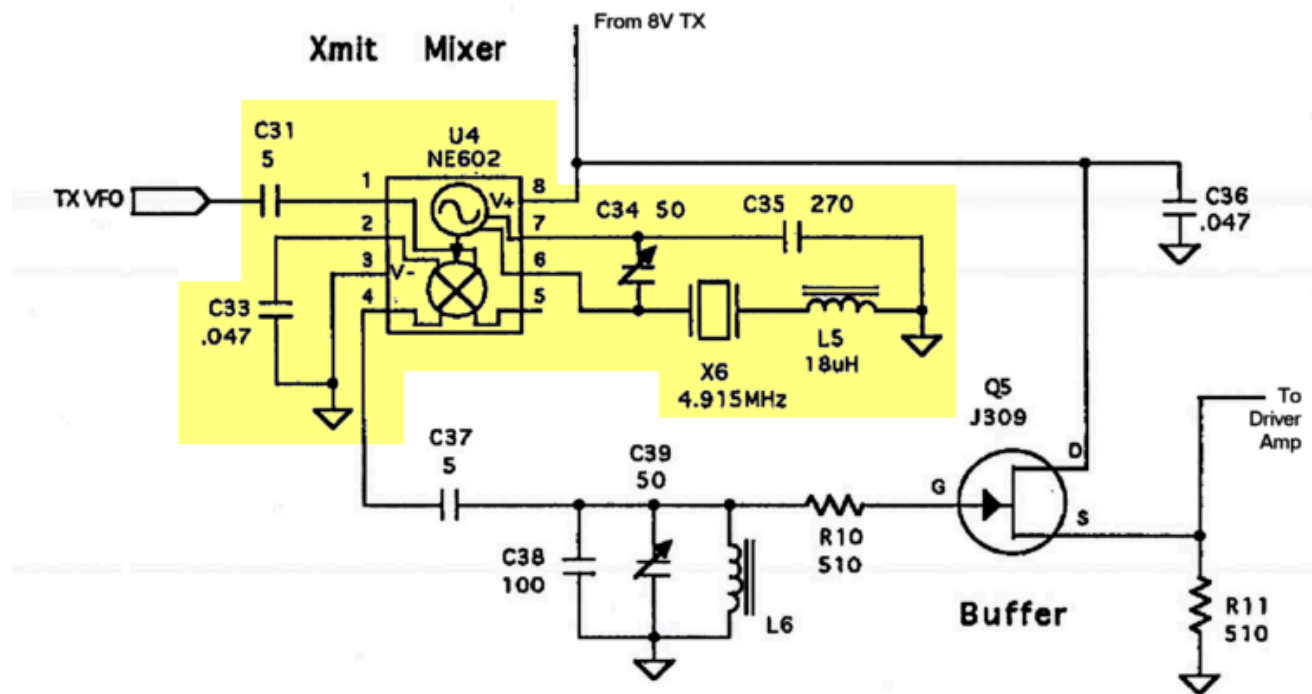 From 8V TX
Xmit Mixer
C31
5
U4
NE602
TX VFO
1
2
3
4
8
7
6
5
V+
V-
C34 50
C35 270
C36
.047
C33
.047
L5
18uH
X6
4.915MHz
Q5
J309
To
Driver
Amp
C37
5
C39
50
G
D
S
C38
100
R10
510
L6
Buffer
R11
510